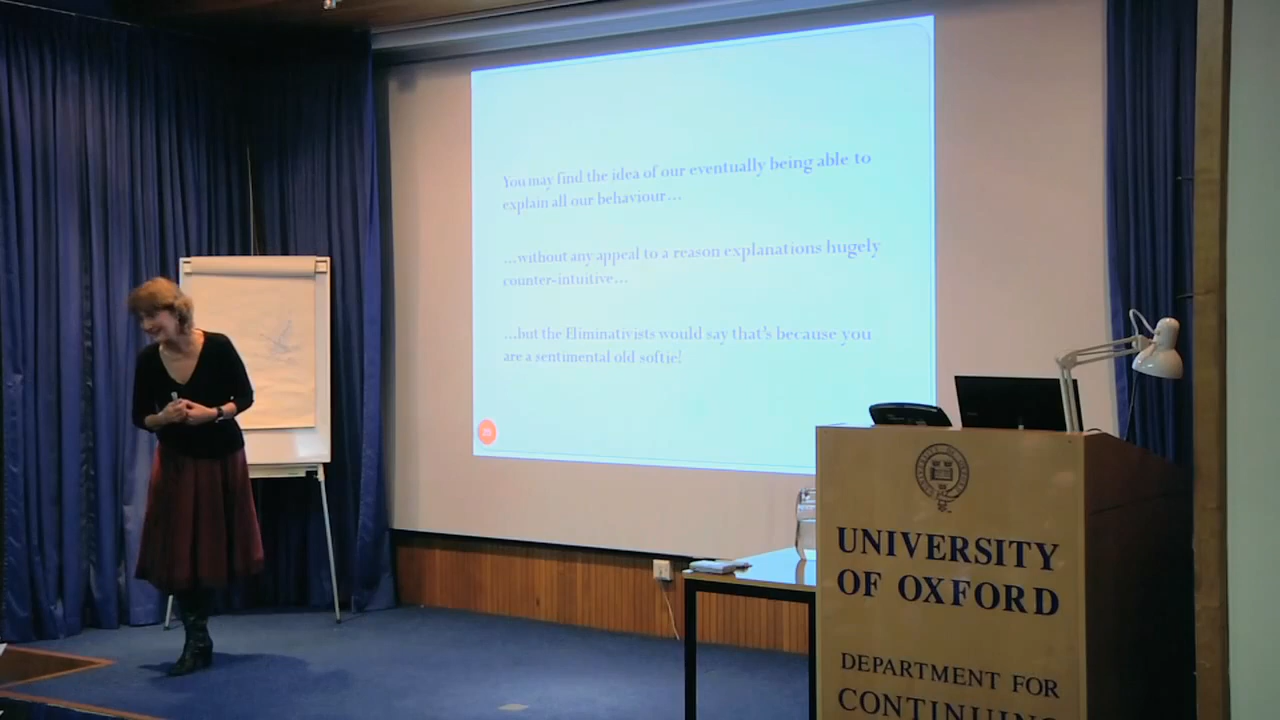 You may find the idea of our eventually being able to
explain all our behaviour…
…without any appeal to a reason explanations hugely
counter-intuitive…
…but the Eliminativists would say that's because you
are a sentimental old softie!
UNIVERSITY
OF OXFORD
DEPARTMENT FOR
CONTINUING